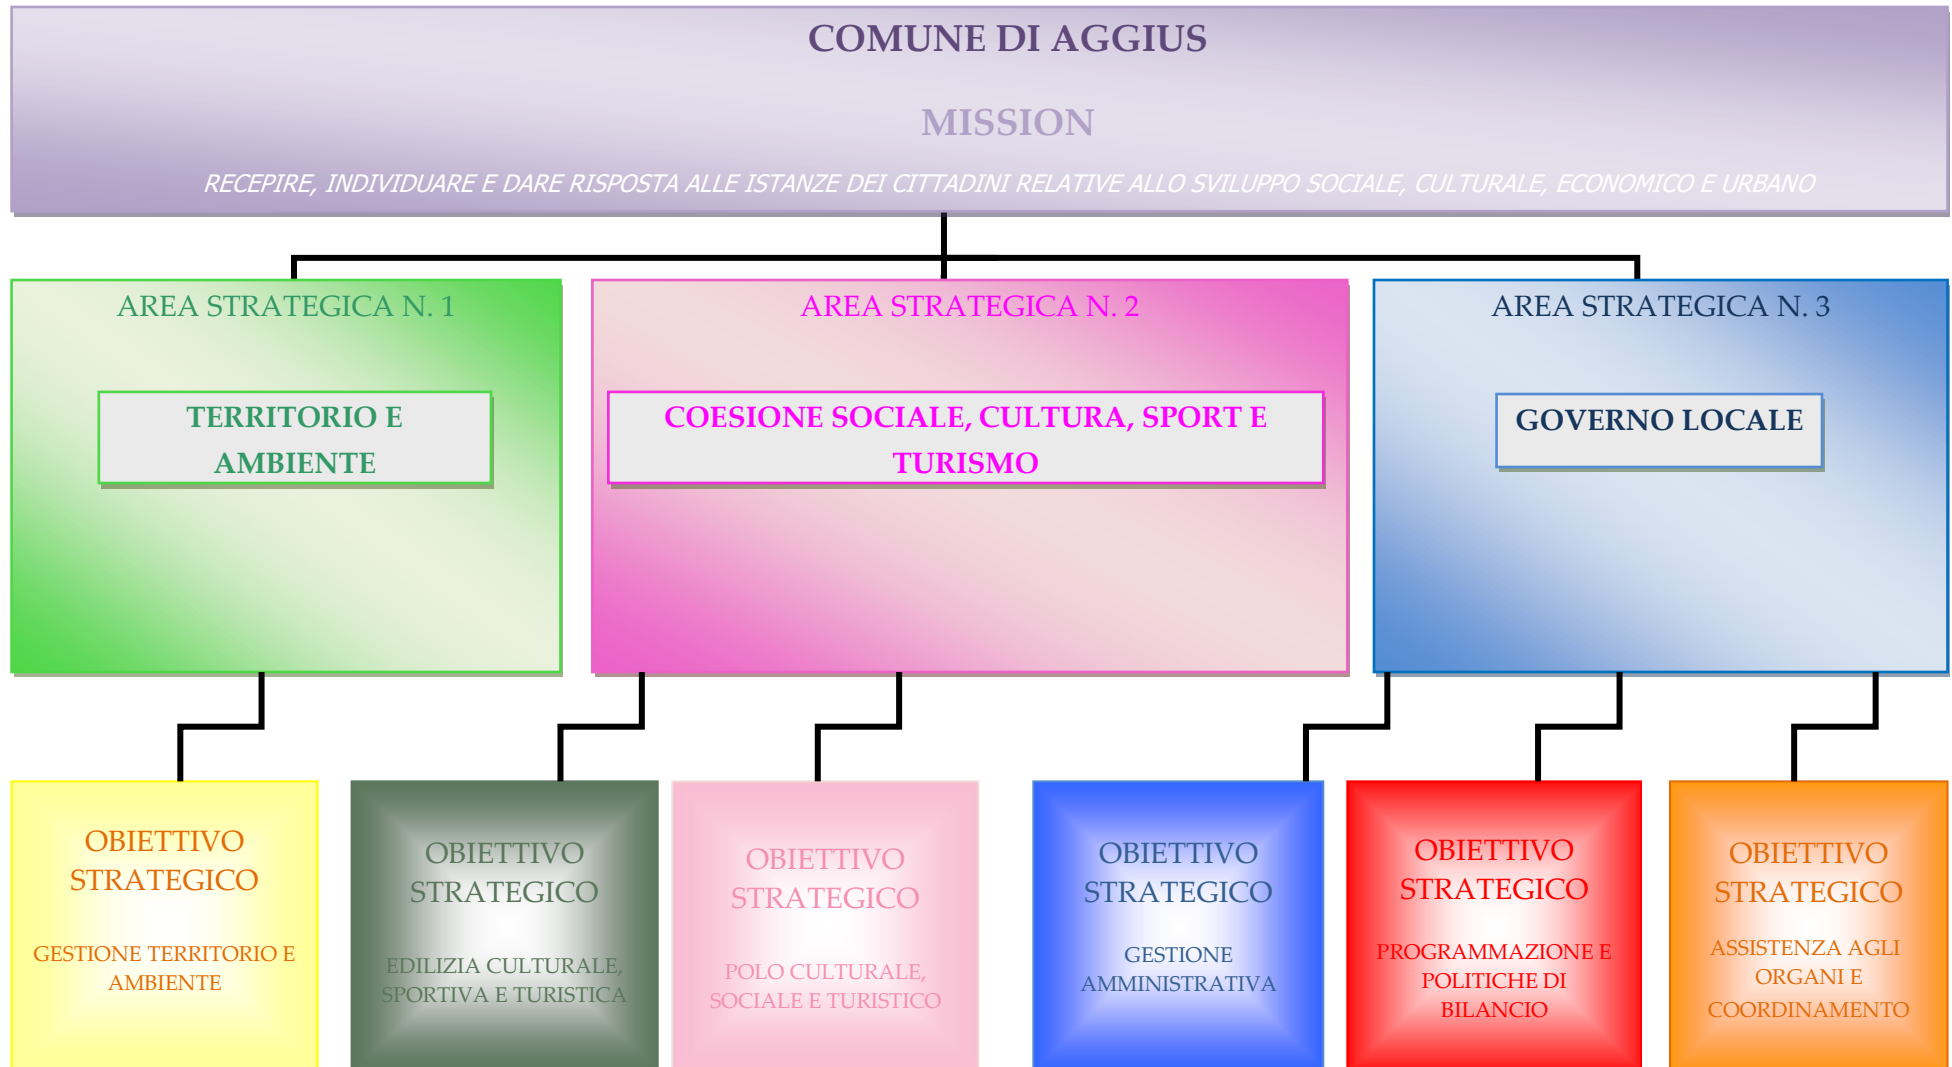 COMUNE DI AGGIUS
MISSION
RECEPIRE, INDIVIDUARE E DARE RISPOSTA ALLE ISTANZE DEI CITTADINI RELATIVE ALLO SVILUPPO SOCIALE, CULTURALE, ECONOMICO E URBANO
AREA STRATEGICA N. 1
TERRITORIO E
AMBIENTE
AREA STRATEGICA N. 2
COESIONE SOCIALE, CULTURA, SPORT E
TURISMO
AREA STRATEGICA N. 3
GOVERNO LOCALE
OBIETTIVO
STRATEGICO
GESTIONE TERRITORIO E
AMBIENTE
OBIETTIVO
STRATEGICO
EDILIZIA CULTURALE,
SPORTIVA E TURISTICA
OBIETTIVO
STRATEGICO
POLO CULTURALE,
SOCIALE E TURISTICO
OBIETTIVO
STRATEGICO
GESTIONE
AMMINISTRATIVA
OBIETTIVO
STRATEGICO
PROGRAMMAZIONE E
POLITICHE DI
BILANCIO
OBIETTIVO
STRATEGICO
ASSISTENZA AGLI
ORGANI E
COORDINAMENTO